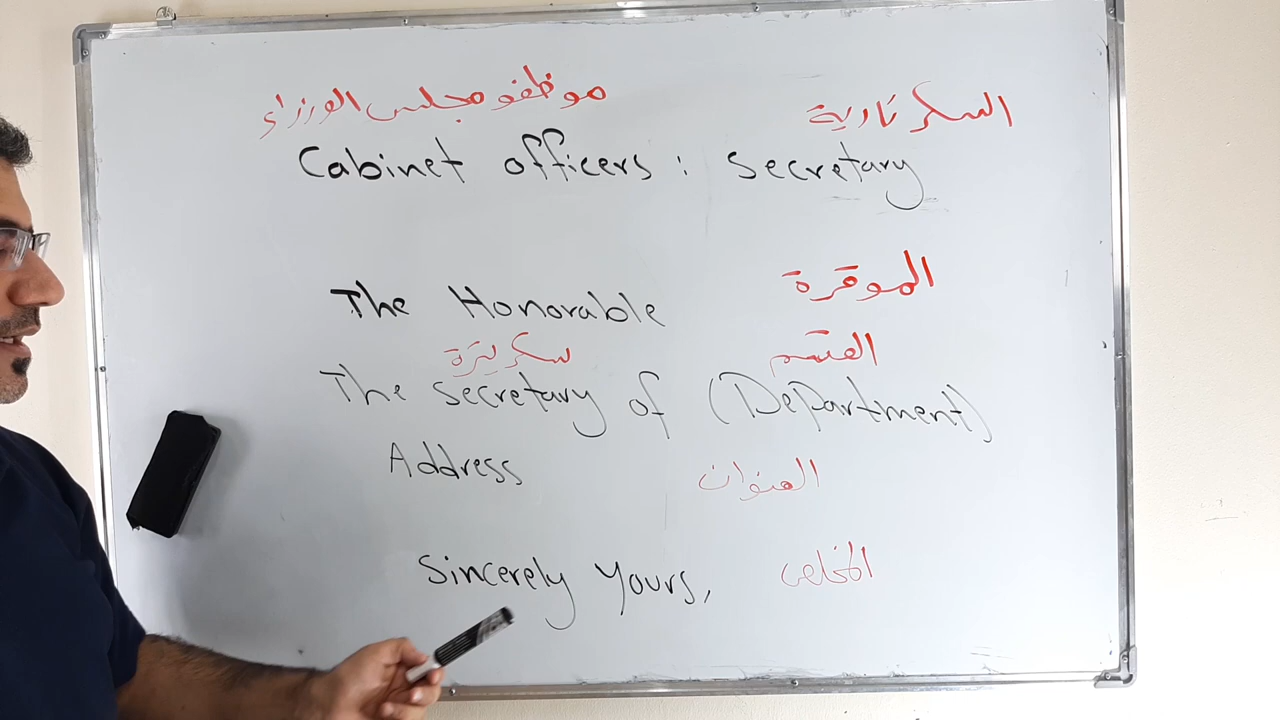 موظفو مجلس الوزراء السكرتارية
Cabinet officers : secretary
The Honorable الموقرة
سكريترة القسم
The secretary of (Department)
Address العنوان
Sincerely yours, المخلص